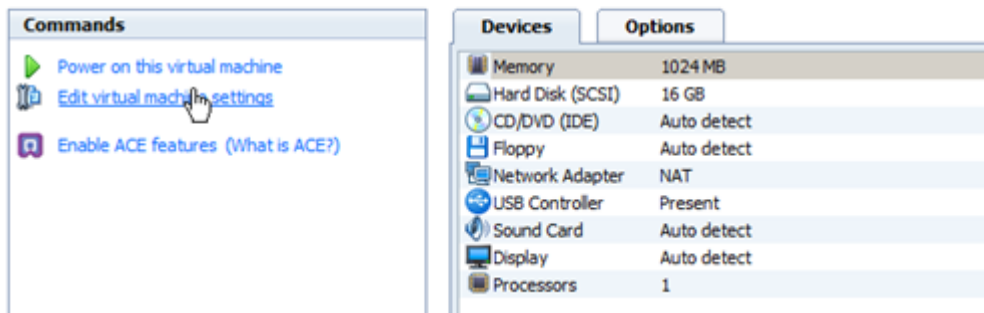 Commands
Power on this virtual machine
Edit virtual machine settings
Enable ACE features (What is ACE?)
Devices Options
Memory 1024 MB
Hard Disk (SCSI) 16 GB
CD/DVD (IDE) Auto detect
Floppy Auto detect
Network Adapter NAT
USB Controller Present
Sound Card Auto detect
Display Auto detect
Processors 1